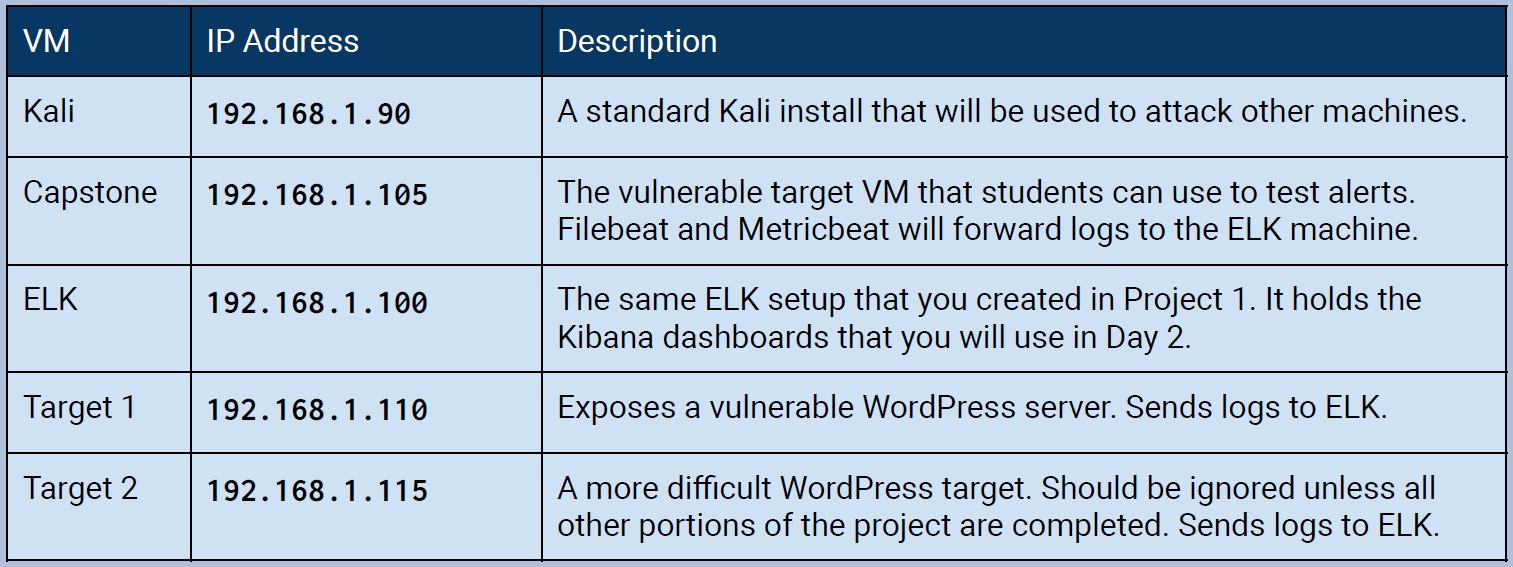 VM IP Address Description
Kali 192.168.1.90 A standard Kali install that will be used to attack other machines.
Capstone 192.168.1.105 The vulnerable target VM that students can use to test alerts.
Filebeat and Metricbeat will forward logs to the ELK machine.
ELK 192.168.1.100 The same ELK setup that you created in Project 1. It holds the
Kibana dashboards that you will use in Day 2.
Target 1 192.168.1.110 Exposes a vulnerable WordPress server. Sends logs to ELK.
Target 2 192.168.1.115 A more difficult WordPress target. Should be ignored unless all
other portions of the project are completed. Sends logs to ELK.